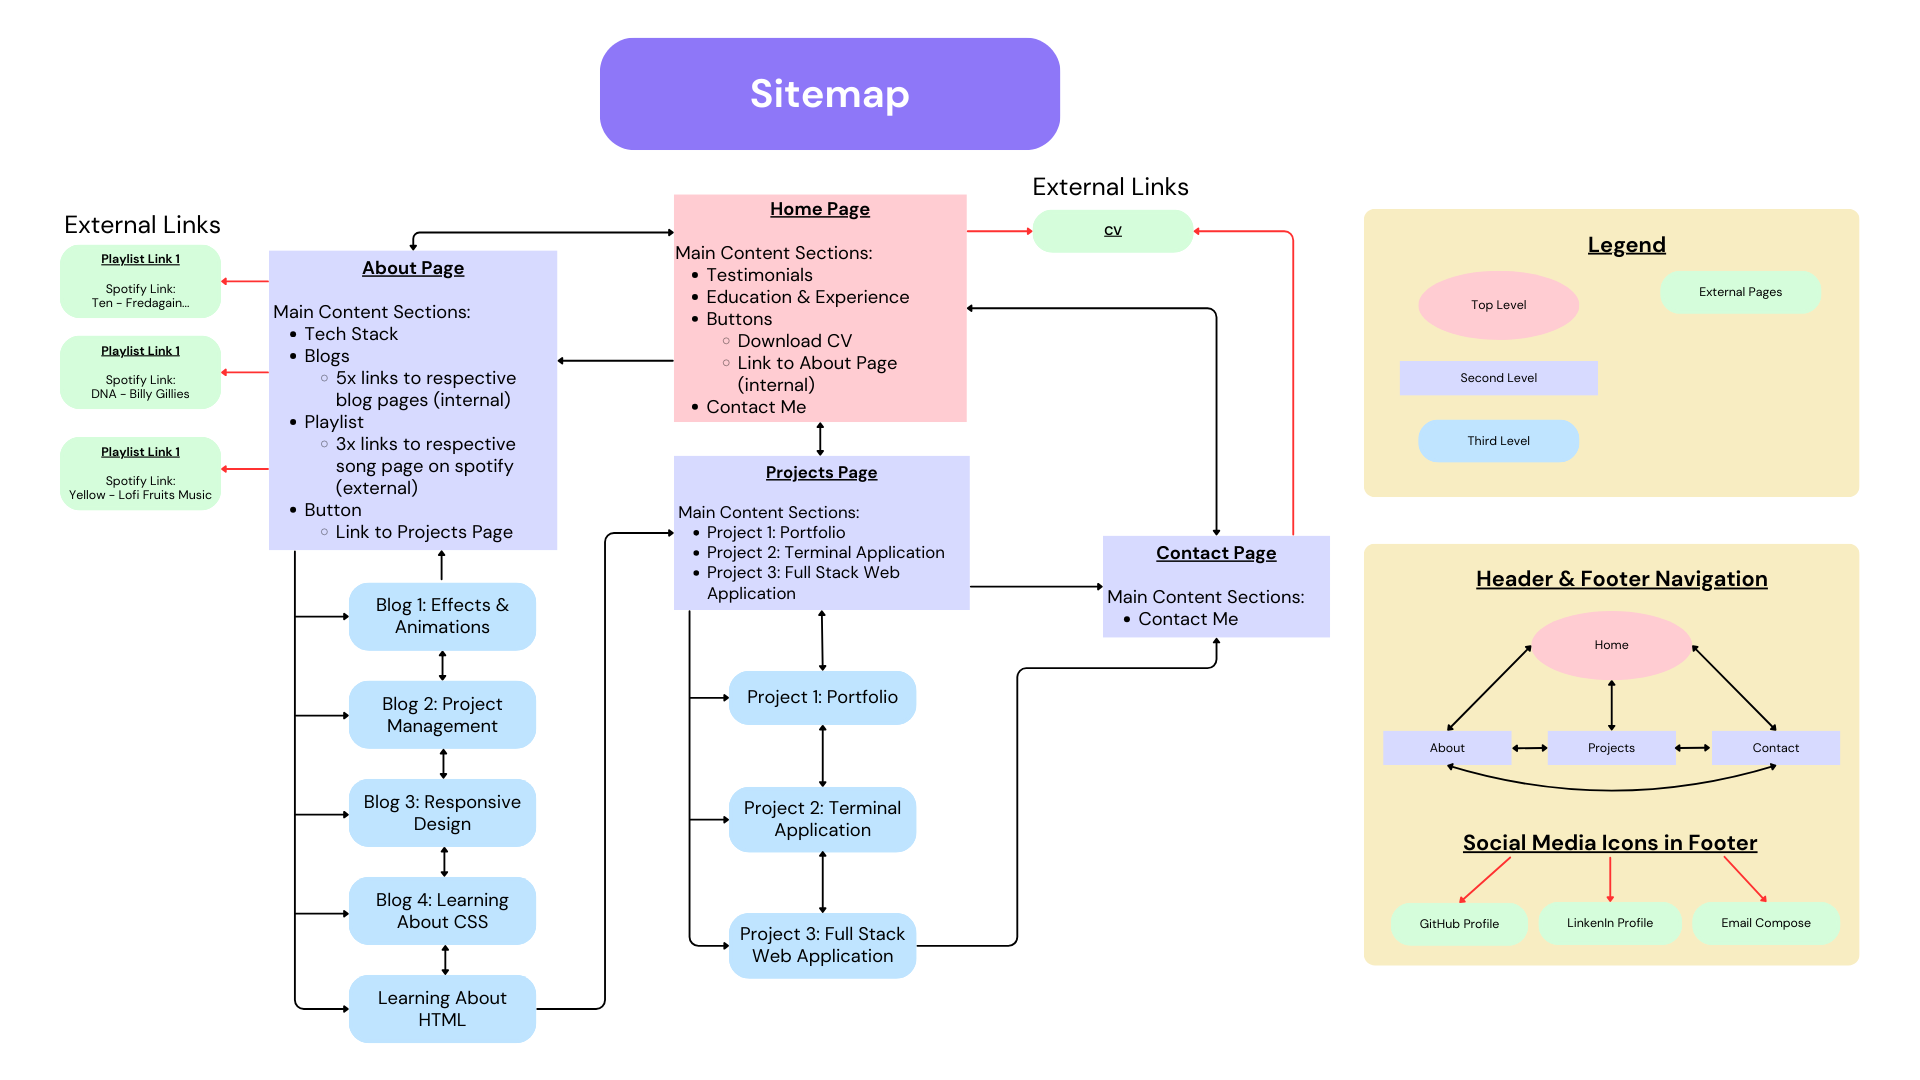 Sitemap
External Links
Playlist Link 1
Spotify Link:
Ten - Fredagain...
Playlist Link 1
Spotify Link:
DNA - Billy Gillies
Playlist Link 1
Spotify Link:
Yellow - Lofi Fruits Music
About Page
Main Content Sections:
Tech Stack
Blogs
5x links to respective
blog pages (internal)
Playlist
3x links to respective
song page on spotify
(external)
Button
Link to Projects Page
Blog 1: Effects &
Animations
Blog 2: Project
Management
Blog 3: Responsive
Design
Blog 4: Learning
About CSS
Learning About
HTML
Home Page
Main Content Sections:
Testimonials
Education & Experience
Buttons
Download CV
Link to About Page
(internal)
Contact Me
Projects Page
Main Content Sections:
Project 1: Portfolio
Project 2: Terminal Application
Project 3: Full Stack Web
Application
Project 1: Portfolio
Project 2: Terminal
Application
Project 3: Full Stack
Web Application
External Links
CV
Contact Page
Main Content Sections:
Contact Me
Legend
Top Level
External Pages
Second Level
Third Level
Header & Footer Navigation
Home
About
Projects
Contact
Social Media Icons in Footer
GitHub Profile
LinkenIn Profile
Email Compose